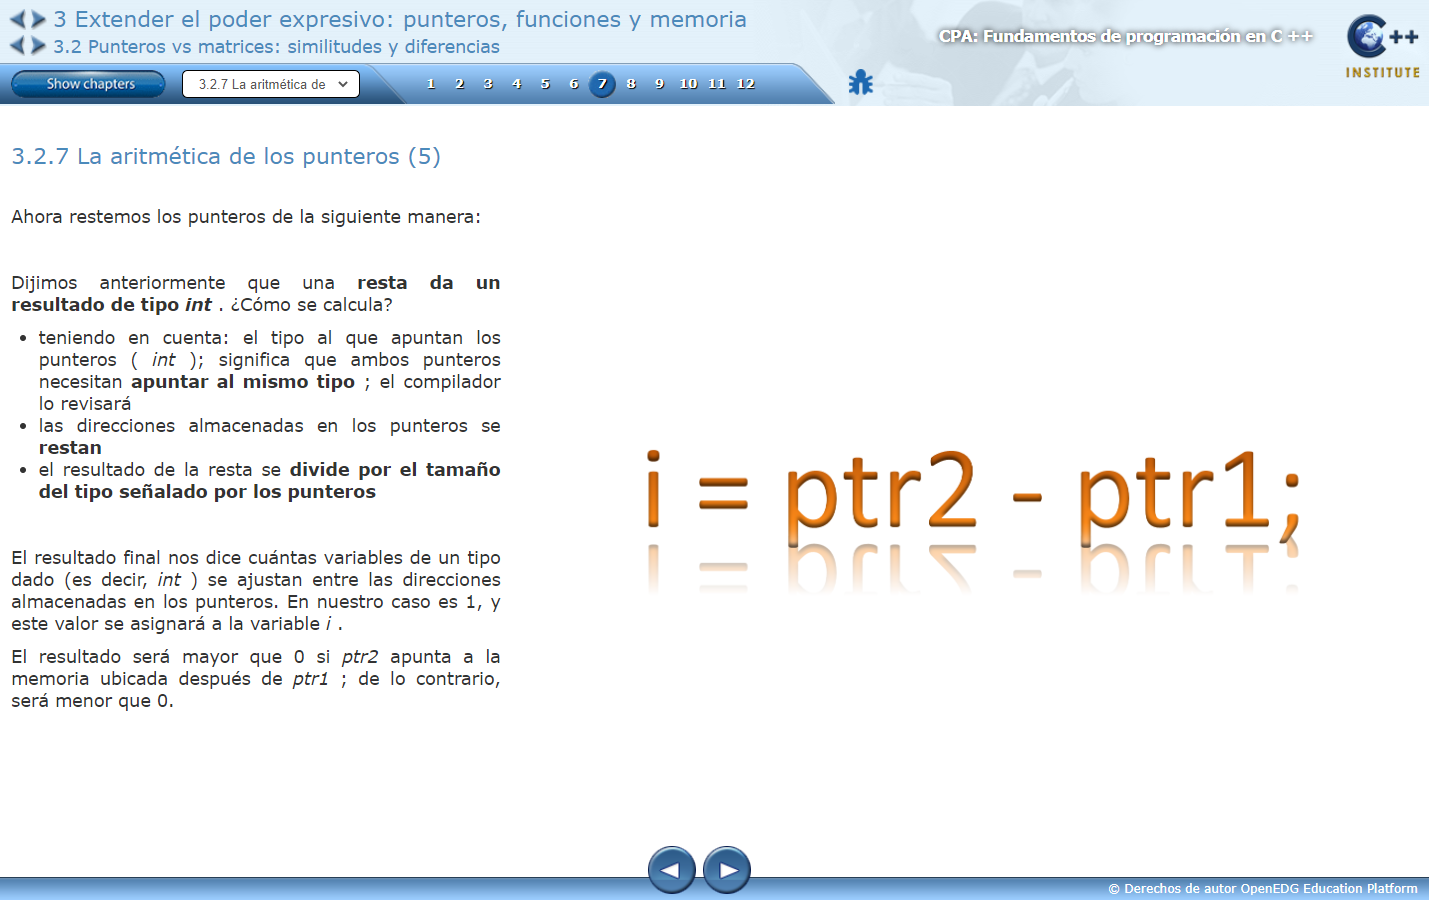 3 Extender el poder expresivo: punteros, funciones y memoria
3.2 Punteros vs matrices: similitudes y diferencias
CPA: Fundamentos de programación en C ++
C++
INSTITUTE
Show chapters
3.2.7 La aritmética de
1 2 3 4 5 6 7 8 9 10 11 12
3.2.7 La aritmética de los punteros (5)
Ahora restemos los punteros de la siguiente manera:
Dijimos anteriormente que una resta da un
resultado de tipo int . ¿Cómo se calcula?
• teniendo en cuenta: el tipo al que apuntan los
punteros ( int ); significa que ambos punteros
necesitan apuntar al mismo tipo ; el compilador
lo revisará
• las direcciones almacenadas en los punteros se
restan
• el resultado de la resta se divide por el tamaño
del tipo señalado por los punteros
El resultado final nos dice cuántas variables de un tipo
dado (es decir, int ) se ajustan entre las direcciones
almacenadas en los punteros. En nuestro caso es 1, y
este valor se asignará a la variable i .
El resultado será mayor que 0 si ptr2 apunta a la
memoria ubicada después de ptr1 ; de lo contrario,
será menor que 0.
i = ptr2 - ptr1;
© Derechos de autor OpenEDG Education Platform